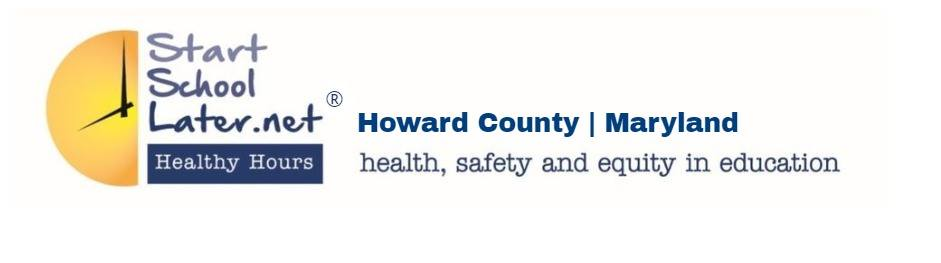 Start
School
Later.net®
Healthy Hours
Howard County | Maryland
health, safety and equity in education